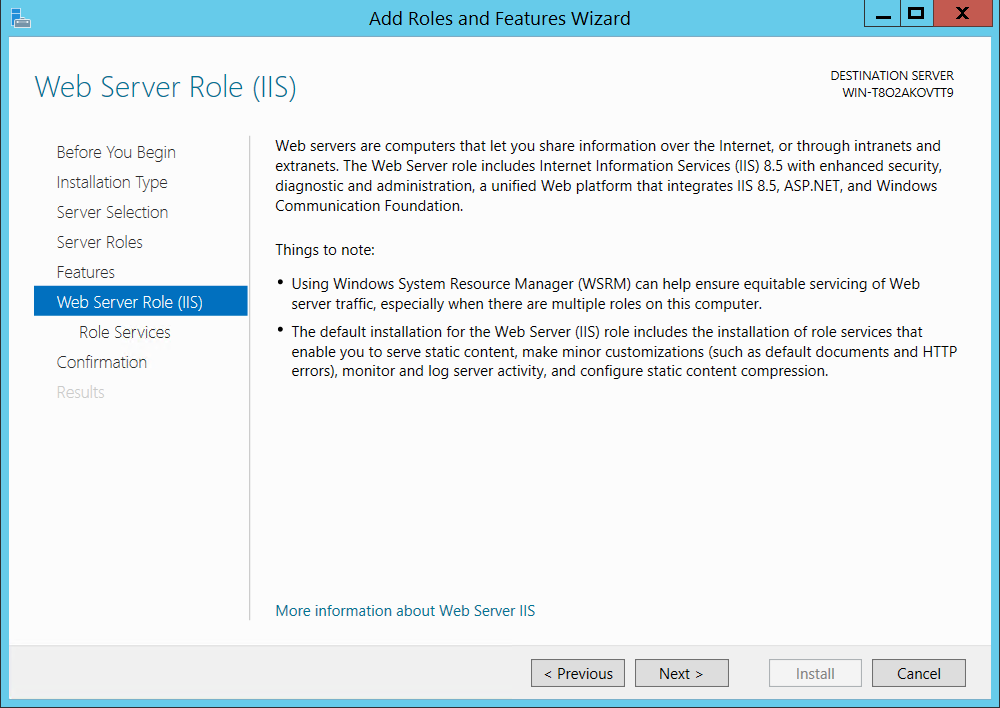 Add Roles and Features Wizard
Web Server Role (IIS)
DESTINATION SERVER
WIN-T8O2AKOVTT9
Before You Begin
Installation Type
Server Selection
Server Roles
Features
Web Server Role (IIS)
Role Services
Confirmation
Results
Web servers are computers that let you share information over the Internet, or through intranets and
extranets. The Web Server role includes Internet Information Services (IIS) 8.5 with enhanced security,
diagnostic and administration, a unified Web platform that integrates IIS 8.5, ASP.NET, and Windows
Communication Foundation.
Things to note:
• Using Windows System Resource Manager (WSRM) can help ensure equitable servicing of Web
server traffic, especially when there are multiple roles on this computer.
• The default installation for the Web Server (IIS) role includes the installation of role services that
enable you to serve static content, make minor customizations (such as default documents and HTTP
errors), monitor and log server activity, and configure static content compression.
More information about Web Server IIS
< Previous
Next >
Install
Cancel